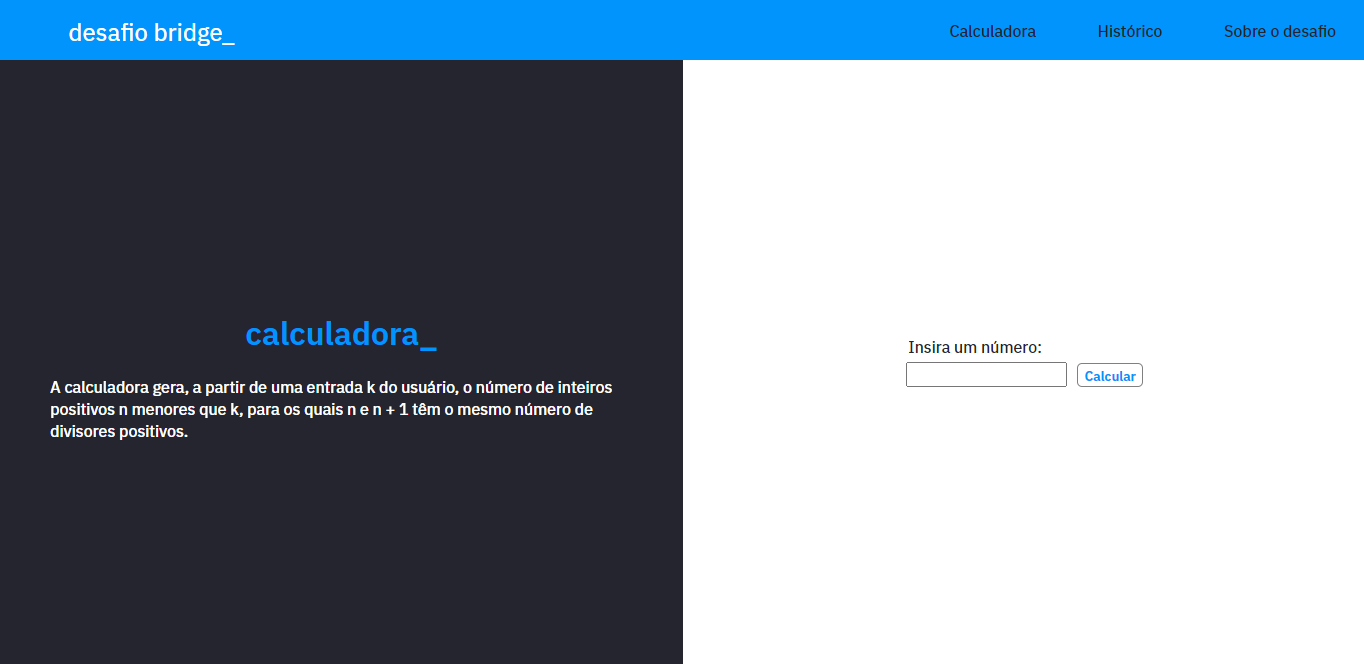 desafio bridge_
Calculadora
Histórico
Sobre o desafio
calculadora_
A calculadora gera, a partir de uma entrada k do usuário, o número de inteiros
positivos n menores que k, para os quais n e n + 1 têm o mesmo número de
divisores positivos.
Insira um número:
Calcular